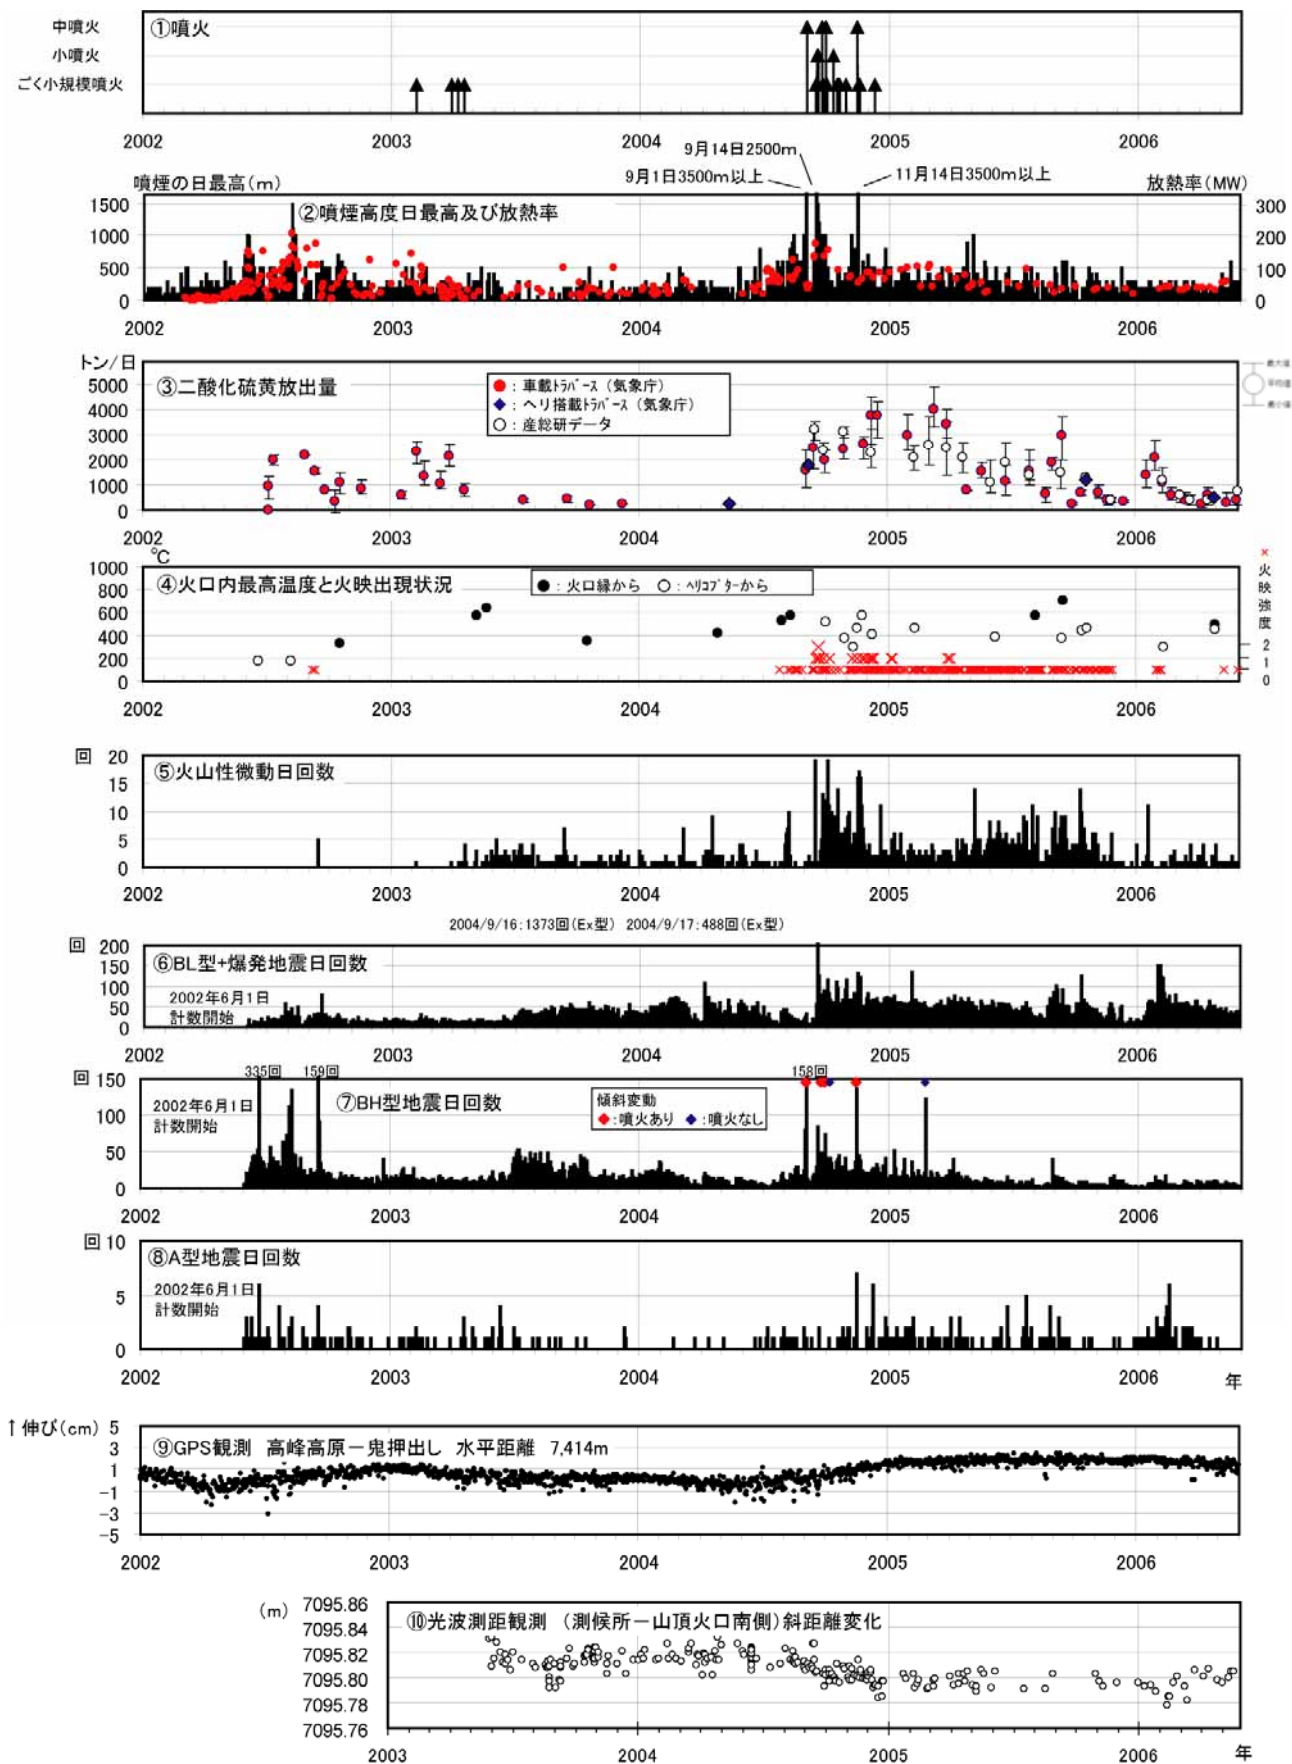 中噴火
①噴火
小噴火
ごく小規模噴火
2002 2003 2004 2005 2006
9月14日2500m
9月1日3500m以上
11月14日3500m以上
噴煙の日最高(m)
放熱率(MW)
②噴煙高度日最高及び放熱率
1500
1000
500
0
300
200
100
0
2002 2003 2004 2005 2006
トン/日
③二酸化硫黄放出量
●：車載トラバース（気象庁）
◆：ヘリ搭載トラバース（気象庁）
○：産総研データ
最大値
平均値
最小値
5000
4000
3000
2000
1000
0
2002 2003 2004 2005 2006
℃
④火口内最高温度と火映出現状況
●：火口縁から ○：ヘリコプターから
× 火映強度
1000
800
600
400
200
0
2
1
0
2002 2003 2004 2005 2006
回
⑤火山性微動日回数
20
15
10
5
0
2002 2003 2004 2005 2006
2004/9/16：1373回(Ex型) 2004/9/17：488回(Ex型)
回
⑥BL型+爆発地震日回数
2002年6月1日
計数開始
200
150
100
50
0
2002 2003 2004 2005 2006
335回 159回 158回
回
⑦BH型地震日回数
2002年6月1日
計数開始
傾斜変動
◆：噴火あり ◆：噴火なし
150
100
50
0
2002 2003 2004 2005 2006
回
⑧A型地震日回数
2002年6月1日
計数開始
10
5
0
2002 2003 2004 2005 2006
年
↑伸び(cm)
⑨GPS観測 高峰高原－鬼押出し 水平距離 7,414m
5
3
1
−1
−3
−5
2002 2003 2004 2005 2006
(m)
⑩光波測距観測 （測候所－山頂火口南側）斜距離変化
7095.86
7095.84
7095.82
7095.80
7095.78
7095.76
2003 2004 2005 2006
年